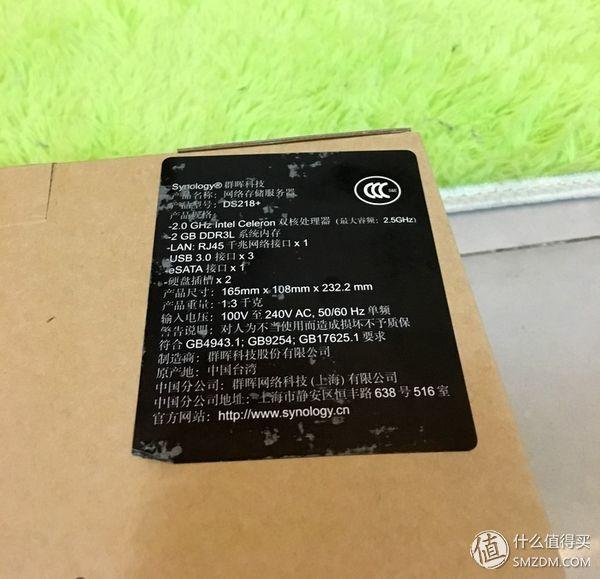 Synology® 群晖科技
产品名称: 网络存储服务器
产品型号: DS218+
产品规格:
-2.0 GHz Intel Celeron 双核处理器 (最大睿频: 2.5GHz)
-2 GB DDR3L 系统内存
-LAN: RJ45 千兆网络接口 x 1
-USB 3.0 接口 x 3
-eSATA 接口 x 1
-硬盘插槽 x 2
产品尺寸: 165mm x 108mm x 232.2 mm
产品重量: 1.3 千克
输入电压: 100V 至 240V AC, 50/60 Hz 单频
警告说明: 对人为不当使用而造成损坏不予质保
符合 GB4943.1; GB9254; GB17625.1 要求
制造商: 群晖科技股份有限公司
原产地: 中国台湾
中国分公司: 群晖网络科技(上海)有限公司
中国分公司地址: 上海市静安区恒丰路 638 号 516 室
官方网站: http://www.synology.cn
值 什么值得买
SMZDM.COM